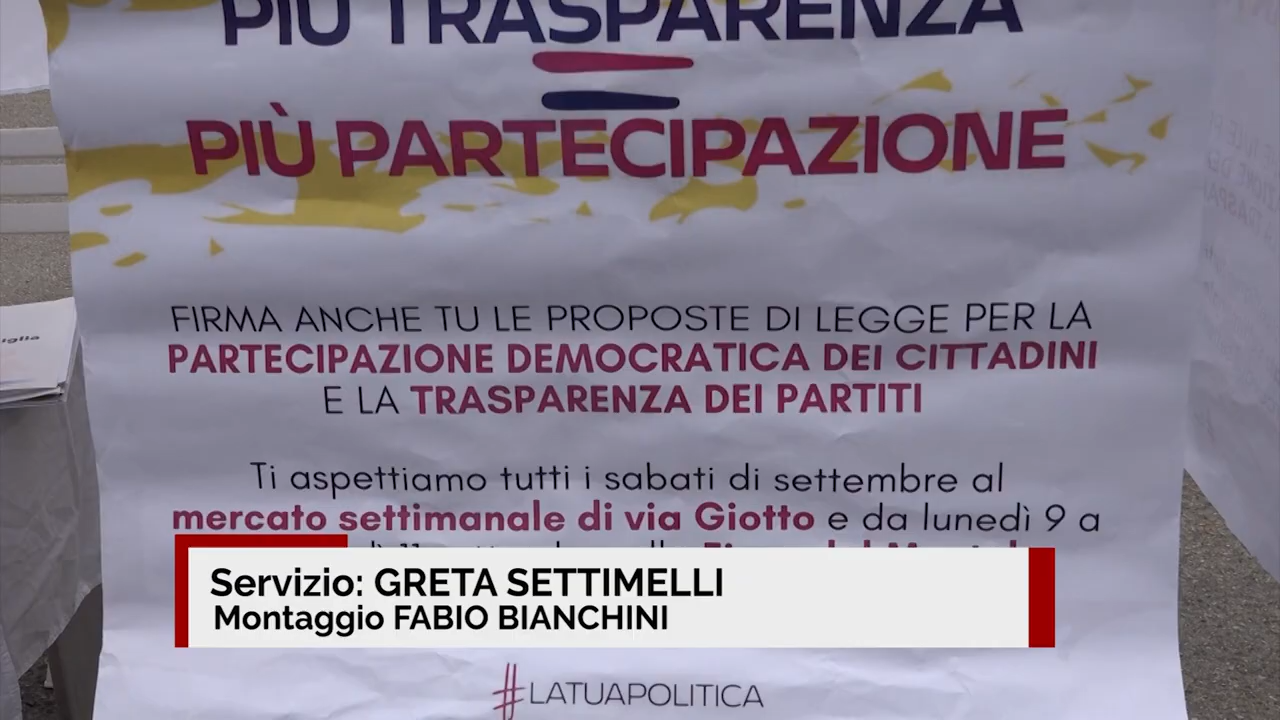 PIÙ TRASPARENZA
PIÙ PARTECIPAZIONE
FIRMA ANCHE TU LE PROPOSTE DI LEGGE PER LA
PARTECIPAZIONE DEMOCRATICA DEI CITTADINI
E LA TRASPARENZA DEI PARTITI
Ti aspettiamo tutti i sabati di settembre al
mercato settimanale di via Giotto e da lunedì 9 a
Servizio: GRETA SETTIMELLI
Montaggio FABIO BIANCHINI
#LATUAPOLITICA